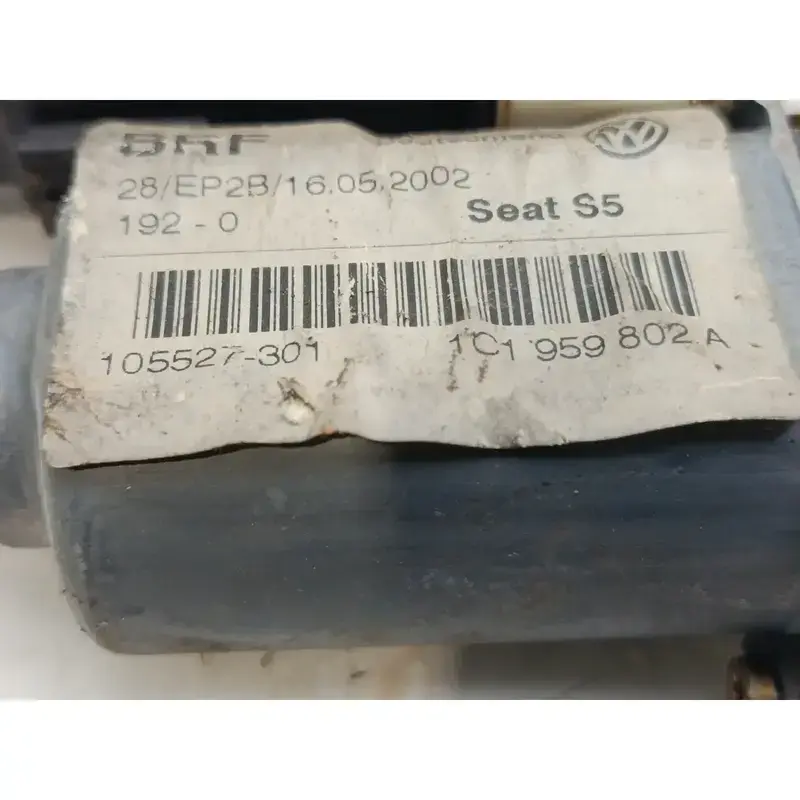 28/EP2B/16.05.2002
192 - 0
Seat S5
105527-301
1C1 959 802 A